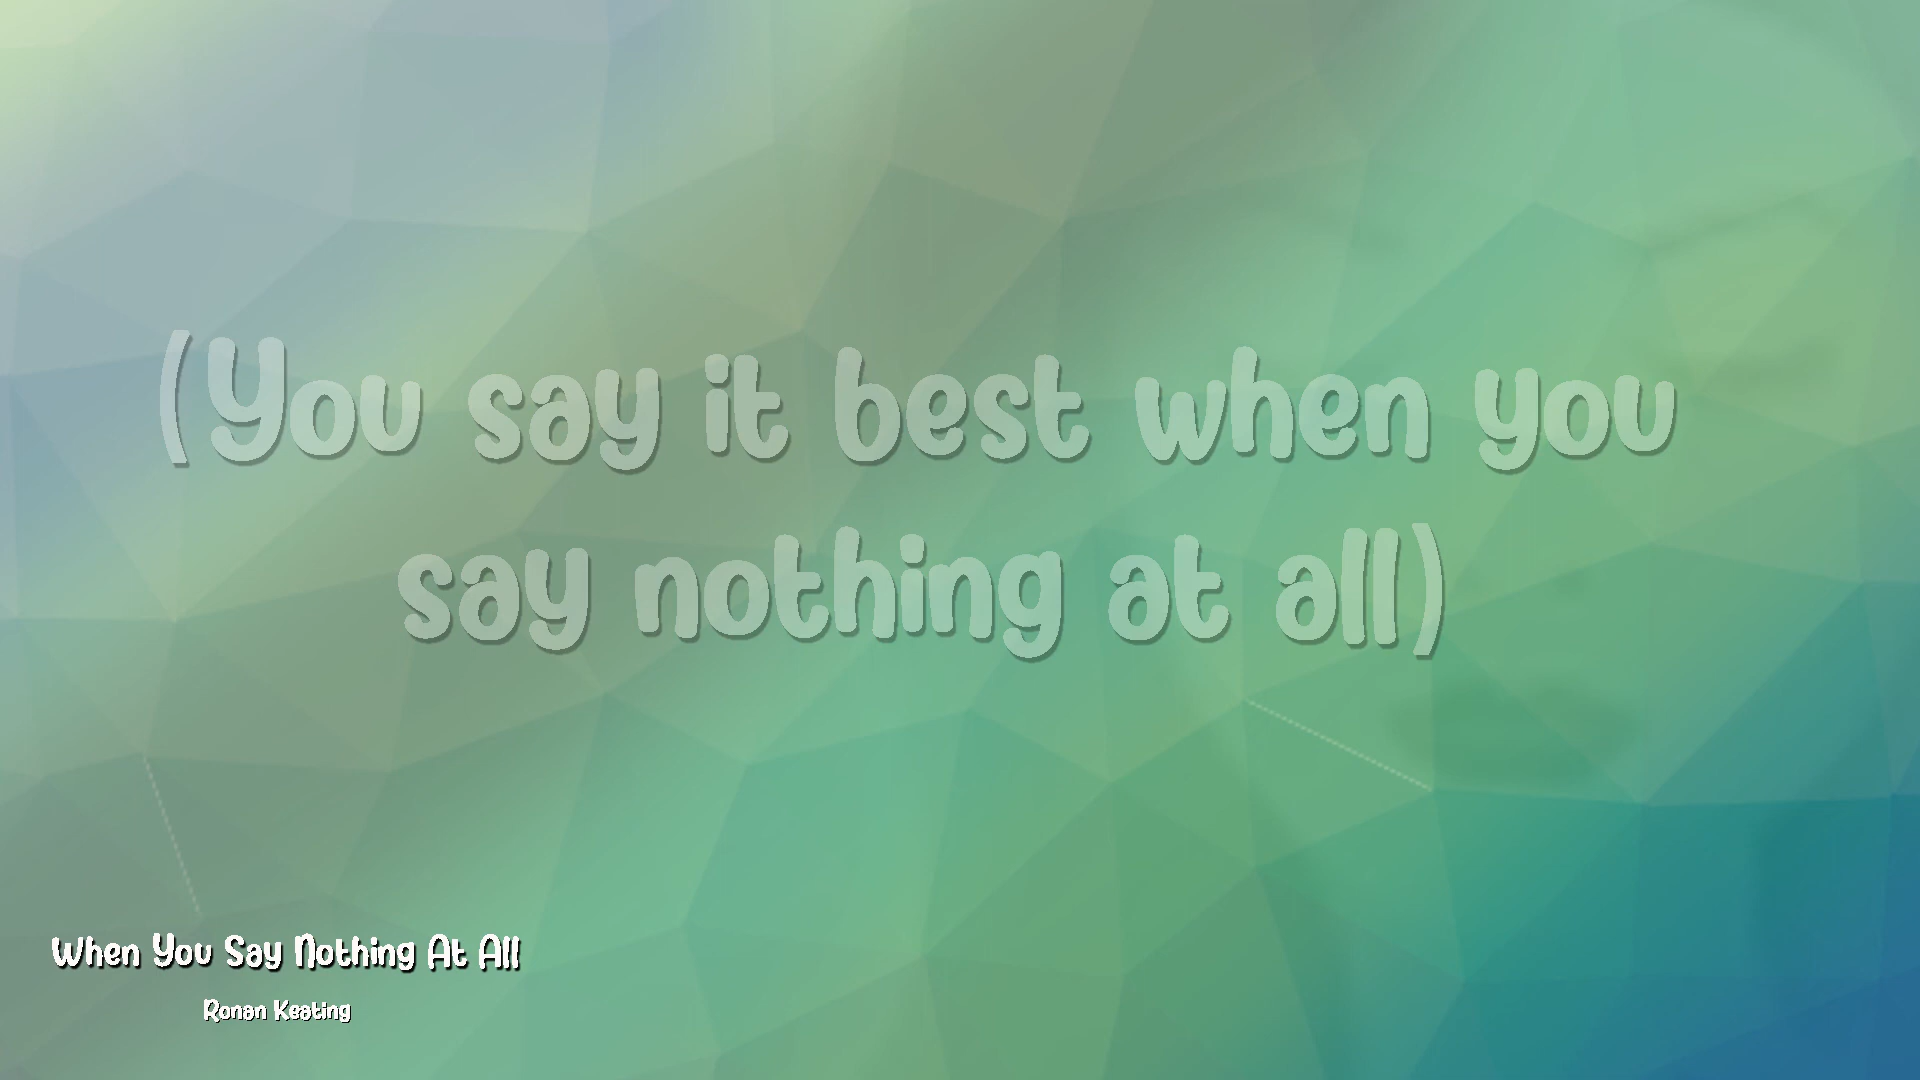 (You say it best when you
say nothing at all)
When You Say Nothing At All
Ronan Keating